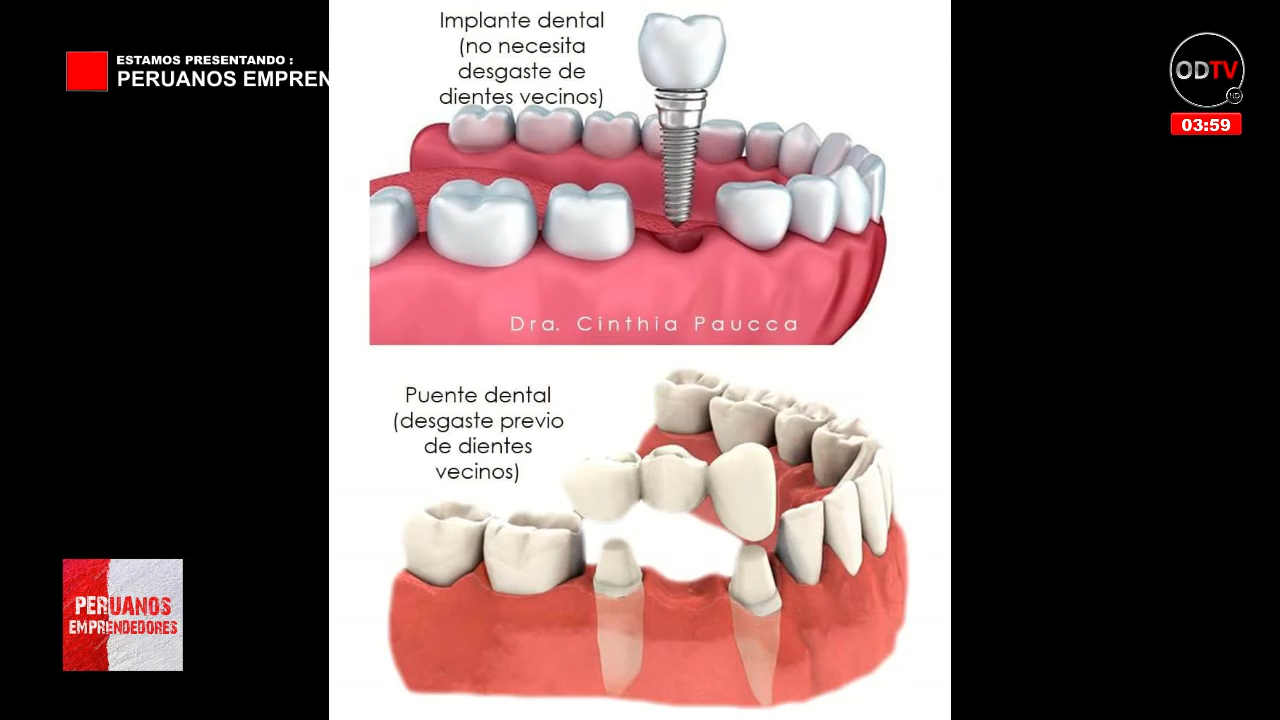 ESTAMOS PRESENTANDO :
PERUANOS EMPREN
Implante dental
(no necesita
desgaste de
dientes vecinos)
ODTV
HD
03:59
Dra. Cinthia Paucca
Puente dental
(desgaste previo
de dientes
vecinos)
PERUANOS
EMPRENDEDORES